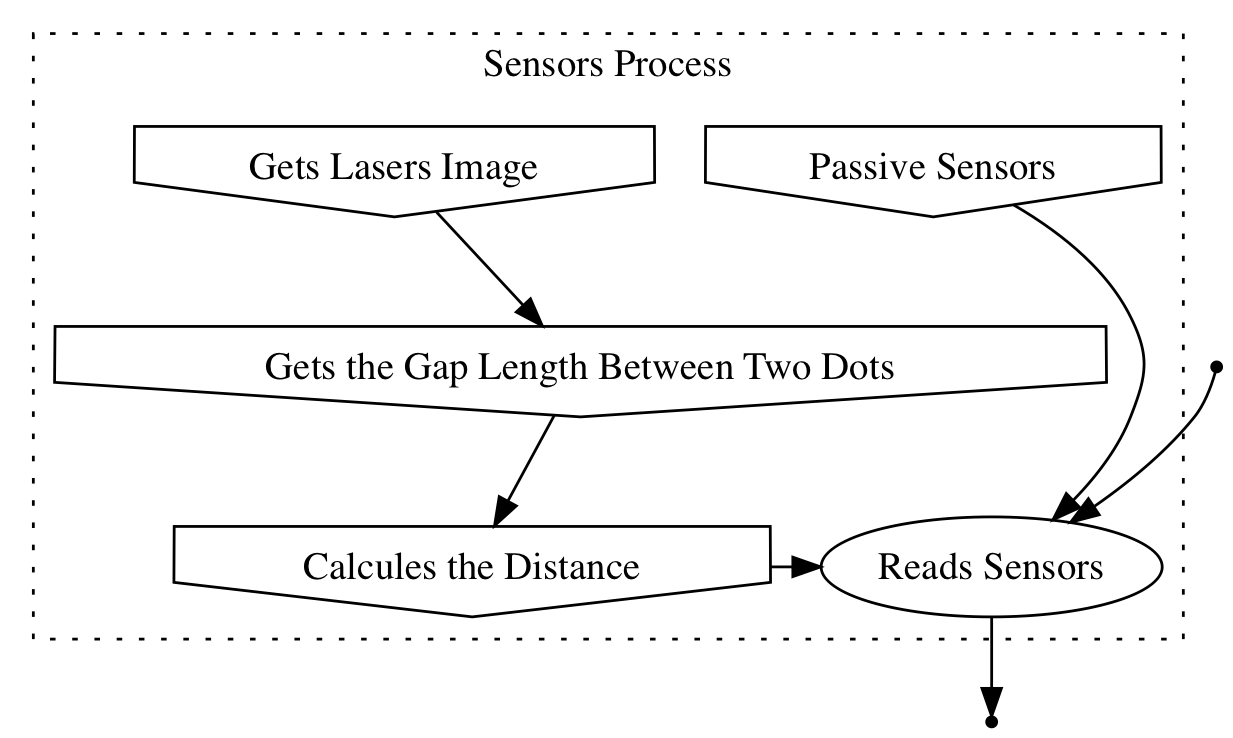 Sensors Process
Gets Lasers Image
Passive Sensors
Gets the Gap Length Between Two Dots
Calcules the Distance
Reads Sensors